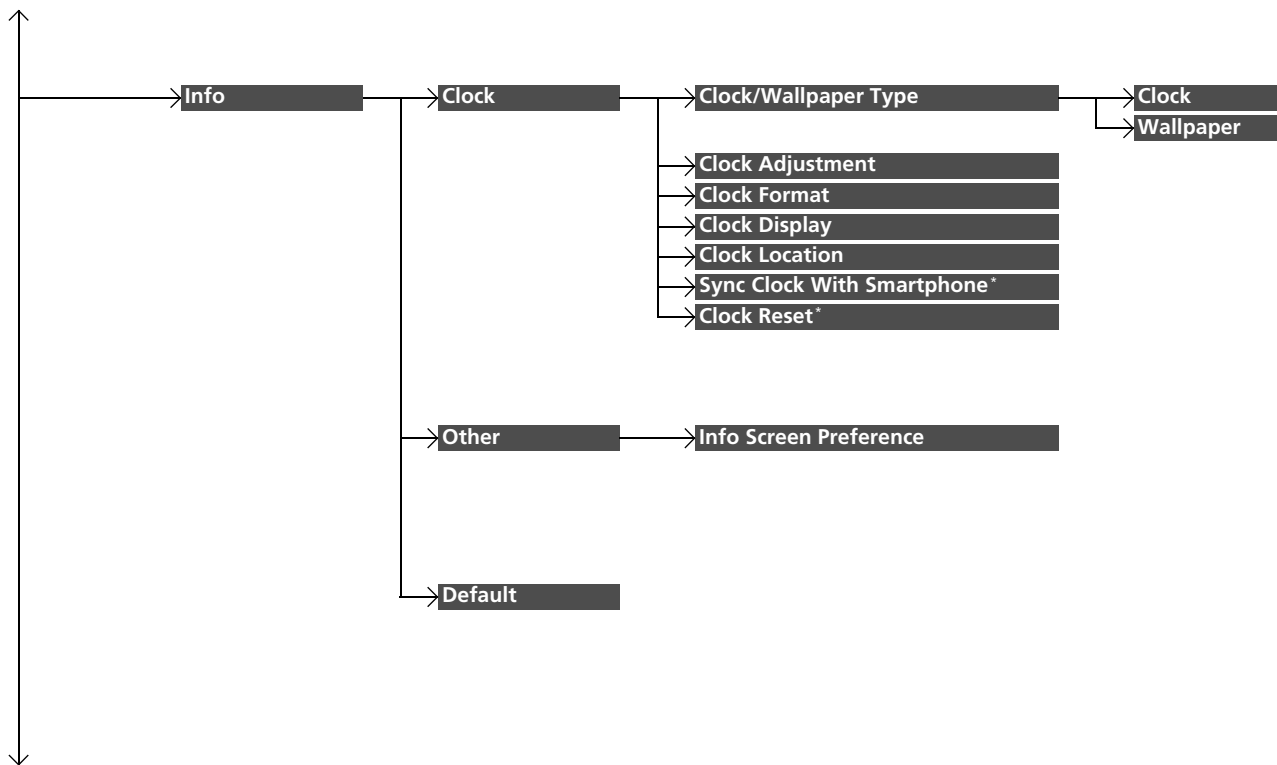 Info
Clock
Clock/Wallpaper Type
Clock
Wallpaper
Clock Adjustment
Clock Format
Clock Display
Clock Location
Sync Clock With Smartphone*
Clock Reset*
Other
Info Screen Preference
Default